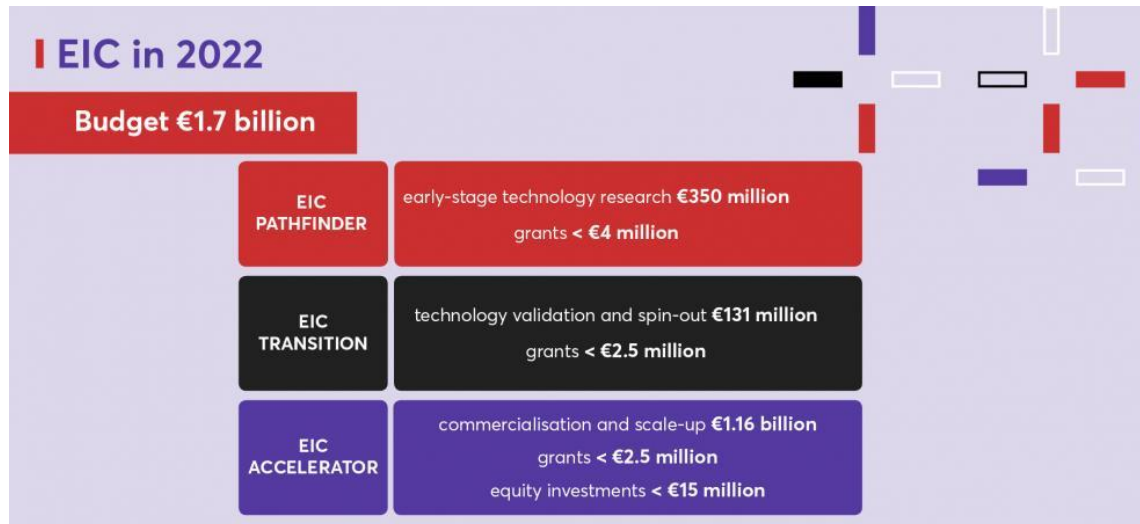 EIC in 2022
Budget €1.7 billion
EIC
PATHFINDER
early-stage technology research €350 million
grants < €4 million
EIC
TRANSITION
technology validation and spin-out €131 million
grants < €2.5 million
EIC
ACCELERATOR
commercialisation and scale-up €1.16 billion
grants < €2.5 million
equity investments < €15 million